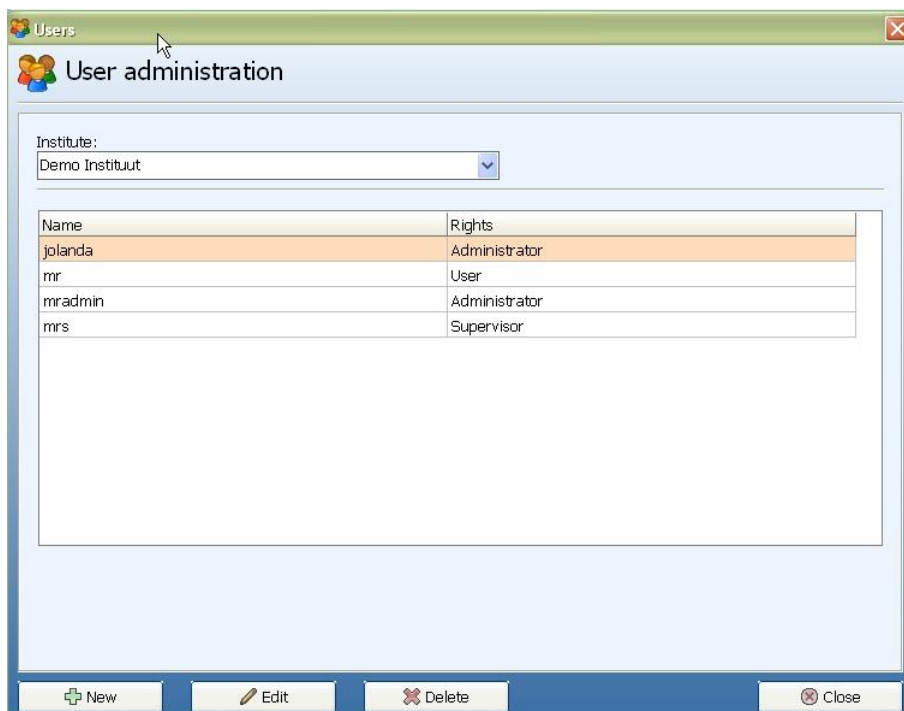 Users
User administration
Institute:
Demo Instituut
Name Rights
jolanda Administrator
mr User
mradmin Administrator
mrs Supervisor
New Edit Delete Close